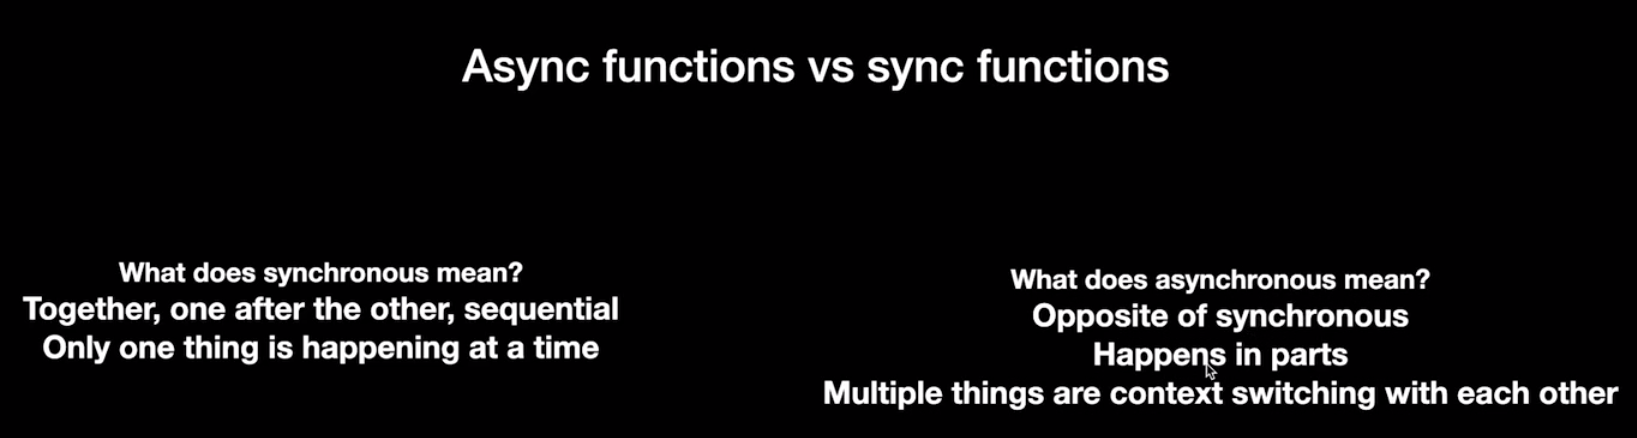 Async functions vs sync functions
What does synchronous mean?
Together, one after the other, sequential
Only one thing is happening at a time
What does asynchronous mean?
Opposite of synchronous
Happens in parts
Multiple things are context switching with each other